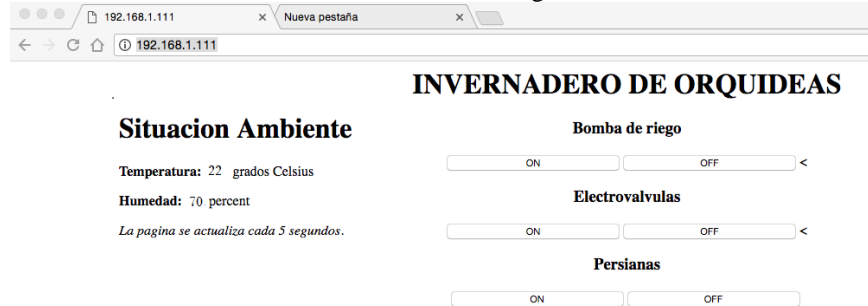 192.168.1.111
Nueva pestaña
192.168.1.111
INVERNADERO DE ORQUIDEAS
Situacion Ambiente
Temperatura: 22 grados Celsius
Humedad: 70 percent
La pagina se actualiza cada 5 segundos.
Bomba de riego
ON OFF <
Electrovalvulas
ON OFF <
Persianas
ON OFF